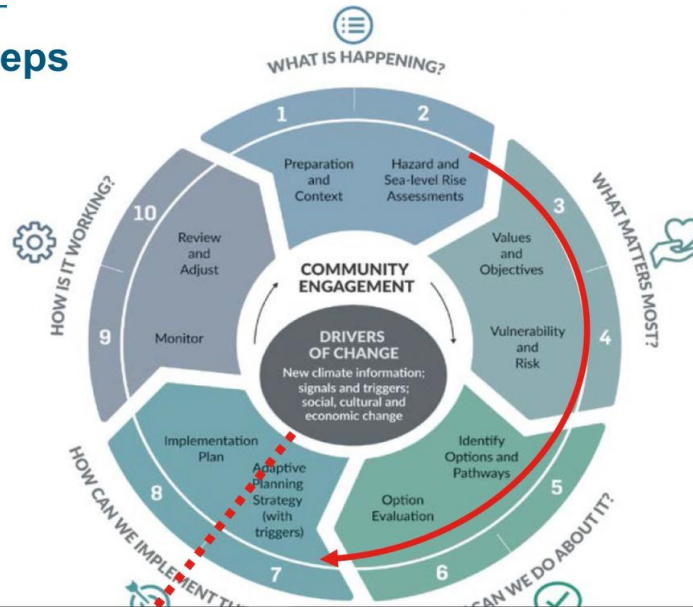 eps
WHAT IS HAPPENING?
1
2
Preparation
and
Context
Hazard and
Sea-level Rise
Assessments
WHAT MATTERS MOST?
3
4
Values
and
Objectives
Vulnerability
and
Risk
CAN WE DO ABOUT IT?
5
6
Identify
Options and
Pathways
Option
Evaluation
HOW CAN WE IMPLEMENT THE
7
8
Adaptive
Planning
Strategy
(with
triggers)
Implementation
Plan
HOW IS IT WORKING?
9
10
Monitor
Review
and
Adjust
COMMUNITY
ENGAGEMENT
DRIVERS
OF CHANGE
New climate information;
signals and triggers;
social, cultural and
economic change